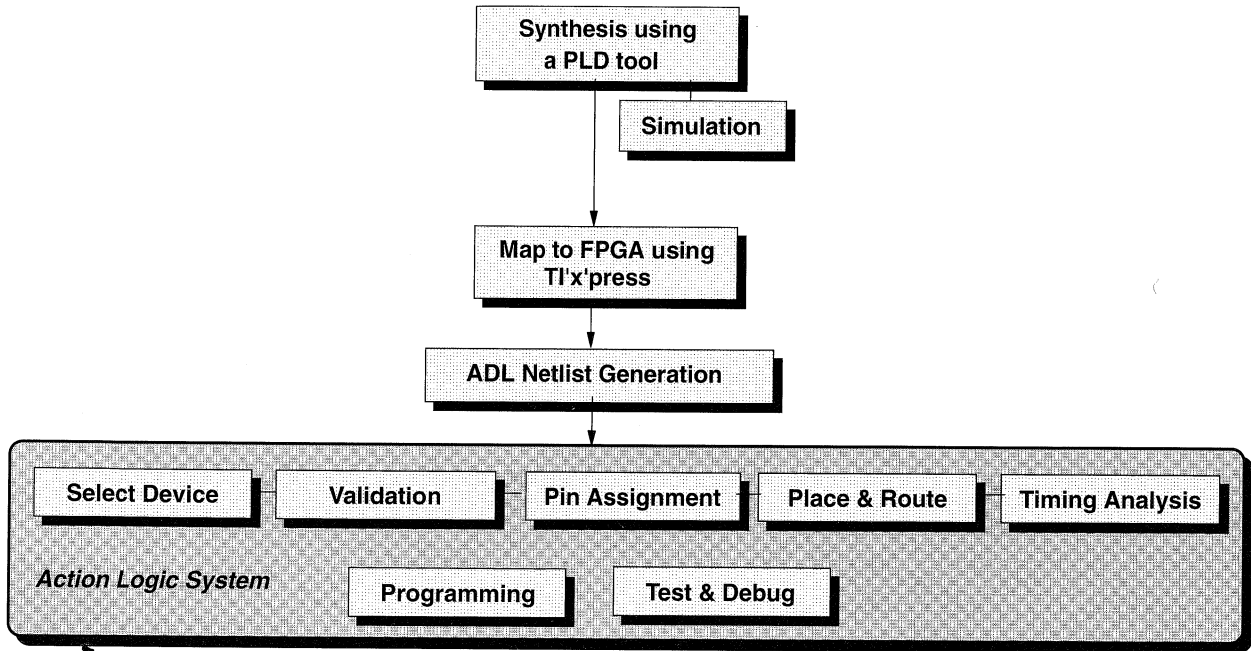 Synthesis using
a PLD tool
Simulation
Map to FPGA using
TI'x'press
ADL Netlist Generation
Select Device
Validation
Pin Assignment
Place & Route
Timing Analysis
Action Logic System
Programming
Test & Debug